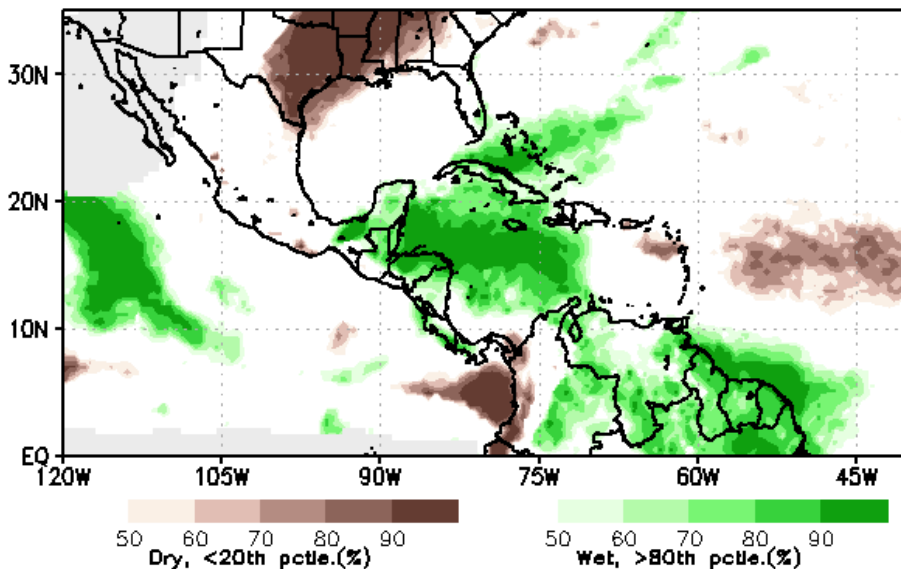 30N
20N
10N
EQ
120W 105W 90W 75W 60W 45W
50 60 70 80 90 50 60 70 80 90
Dry, <20th pctle.(%) Wet, >80th pctle.(%)